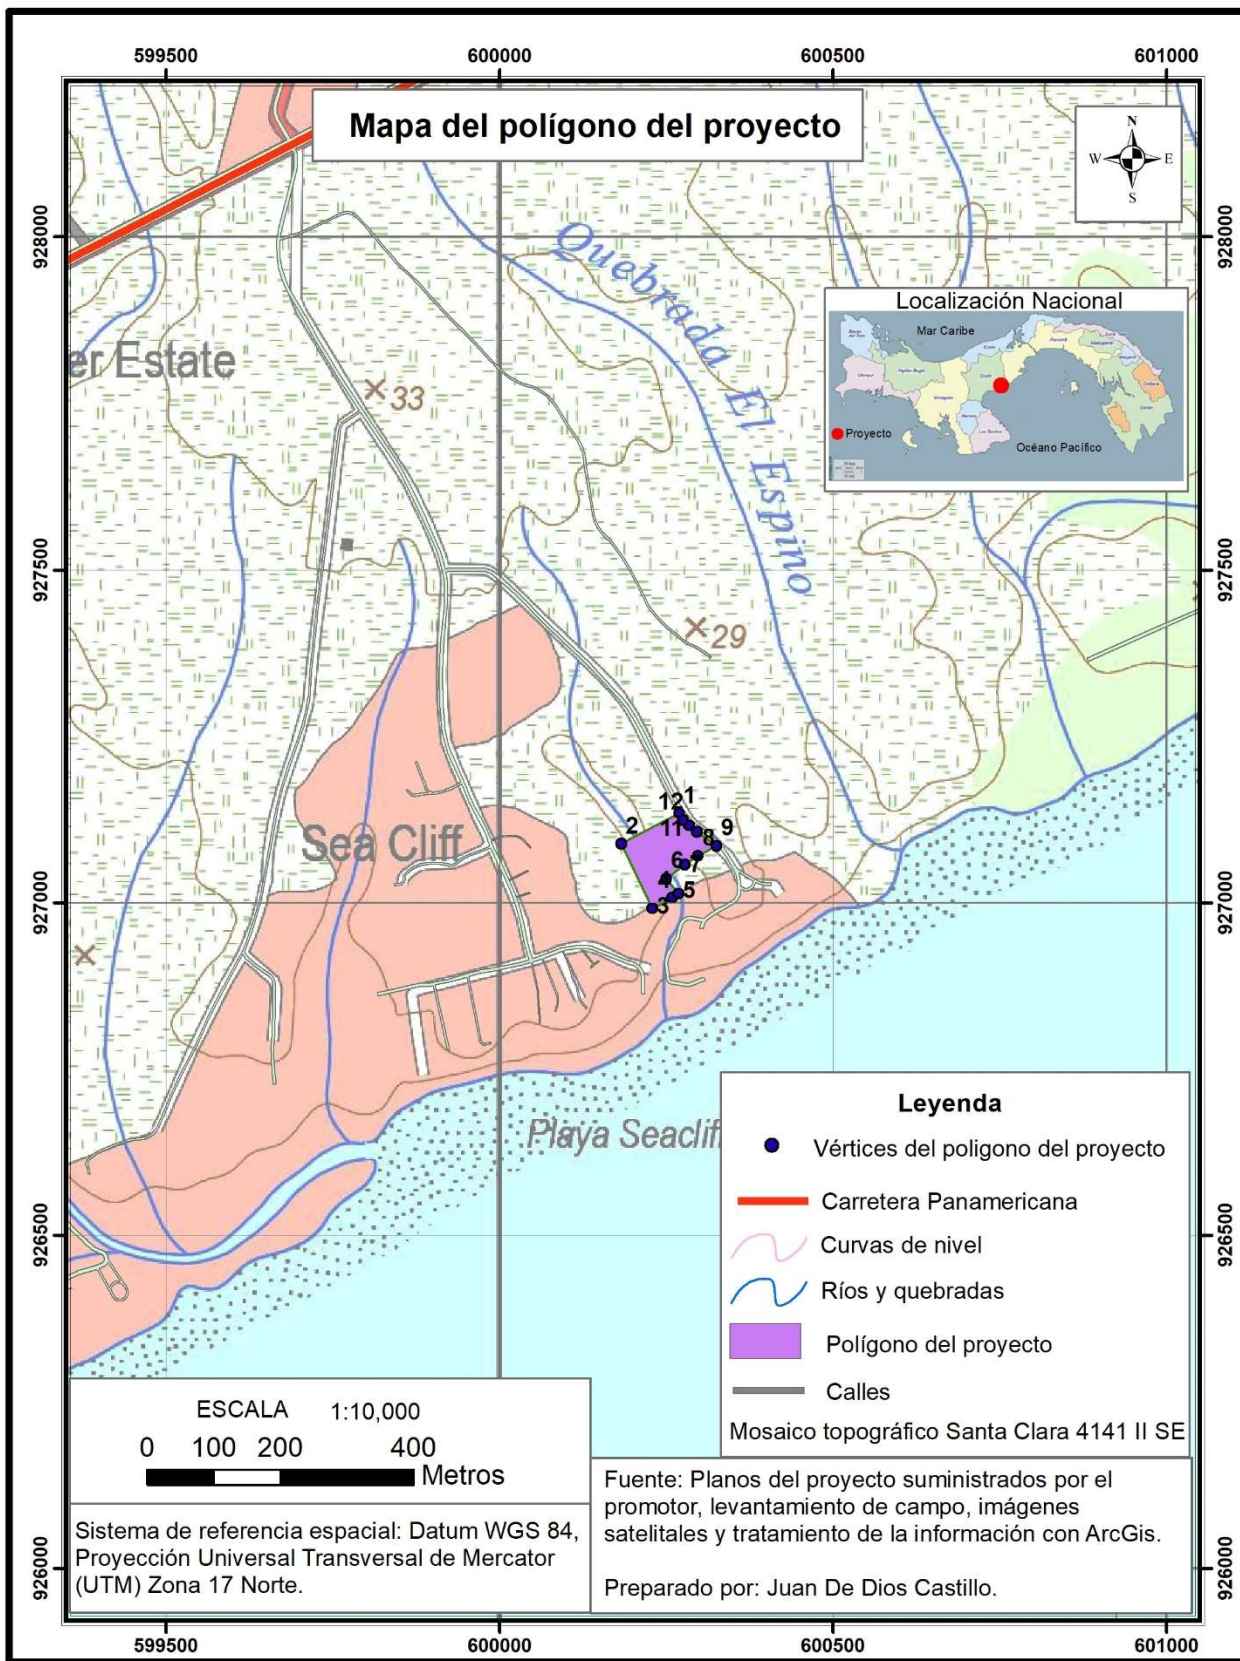 599500 600000 600500 601000
Mapa del polígono del proyecto
N
W E
S
928000 928000
Quebrada El Espino
Localización Nacional
Mar Caribe
Océano Pacífico
Proyecto
er Estate
33
927500 927500
29
Sea Cliff
1
12
2
11
8
9
6
7
4
5
3
927000 927000
Playa Seacliff
Leyenda
Vértices del poligono del proyecto
Carretera Panamericana
Curvas de nivel
Ríos y quebradas
Polígono del proyecto
Calles
Mosaico topográfico Santa Clara 4141 II SE
926500 926500
ESCALA 1:10,000
0 100 200 400
Metros
Sistema de referencia espacial: Datum WGS 84,
Proyección Universal Transversal de Mercator
(UTM) Zona 17 Norte.
Fuente: Planos del proyecto suministrados por el
promotor, levantamiento de campo, imágenes
satelitales y tratamiento de la información con ArcGis.
Preparado por: Juan De Dios Castillo.
926000 926000
599500 600000 600500 601000